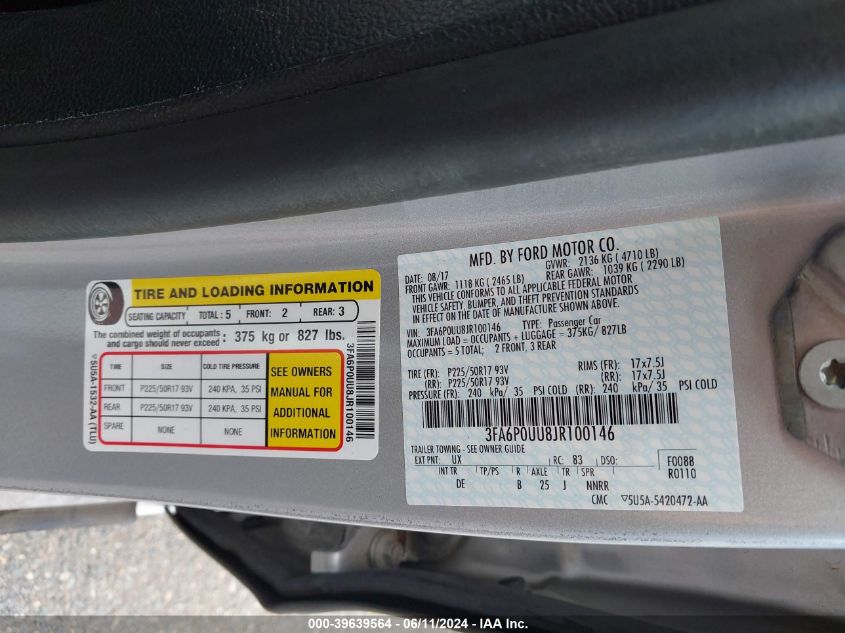 TIRE AND LOADING INFORMATION
SEATING CAPACITY TOTAL: 5 FRONT: 2 REAR: 3
The combined weight of occupants and cargo should never exceed : 375 kg or 827 lbs.
TIRE SIZE COLD TIRE PRESSURE
FRONT P225/50R17 93V 240 KPA, 35 PSI
REAR P225/50R17 93V 240 KPA, 35 PSI
SPARE NONE NONE
SEE OWNERS
MANUAL FOR
ADDITIONAL
INFORMATION
5U5A-1532-AA (TLU)
3FA6P0UU8JR100146
MFD. BY FORD MOTOR CO.
DATE: 08/17 GVWR: 2136 KG ( 4710 LB)
FRONT GAWR: 1118 KG ( 2465 LB) REAR GAWR: 1039 KG ( 2290 LB)
THIS VEHICLE CONFORMS TO ALL APPLICABLE FEDERAL MOTOR
VEHICLE SAFETY, BUMPER, AND THEFT PREVENTION STANDARDS
IN EFFECT ON THE DATE OF MANUFACTURE SHOWN ABOVE.
VIN: 3FA6P0UU8JR100146 TYPE: Passenger Car
MAXIMUM LOAD = OCCUPANTS + LUGGAGE = 375KG/ 827LB
OCCUPANTS = 5 TOTAL; 2 FRONT, 3 REAR
TIRE (FR): P225/50R17 93V RIMS (FR): 17x7.5J
(RR): P225/50R17 93V (RR): 17x7.5J
PRESSURE (FR): 240 kPa/ 35 PSI COLD (RR): 240 kPa/ 35 PSI COLD
3FA6P0UU8JR100146
TRAILER TOWING - SEE OWNER GUIDE
EXT PNT: UX RC: 83 DSO: F0088
R0110
INT TR TP/PS R AXLE TR SPR
DE B 25 J NNRR
CMC 5U5A-5420472-AA
000-39639564 - 06/11/2024 - © IAA, Inc.